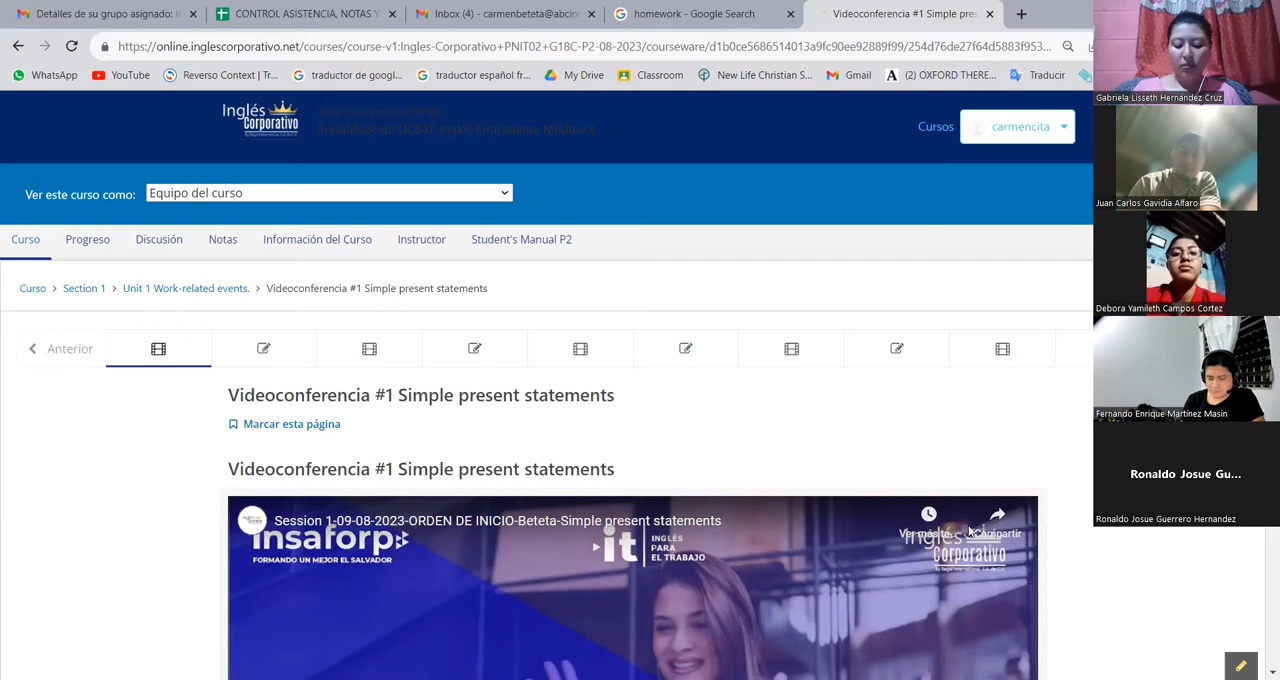 Detalles de su grupo asignado: I
CONTROL ASISTENCIA, NOTAS Y
Inbox (4) - carmenbeteta@abcin
homework - Google Search
Videoconferencia #1 Simple pres
https://online.inglescorporativo.net/courses/course-v1:Ingles-Corporativo+PNIT02+G18C-P2-08-2023/courseware/d1b0ce5686514013a9fc90ee92889f99/254d76de27f64d5883f953...
WhatsApp
YouTube
Reverso Context | Tr...
traductor de googl...
traductor español fr...
My Drive
Classroom
New Life Christian S...
Gmail
(2) OXFORD THERE...
Traducir
Inglés
Corporativo
Cursos
carmencita
Ver este curso como:
Equipo del curso
Curso
Progreso
Discusión
Notas
Información del Curso
Instructor
Student's Manual P2
Curso > Section 1 > Unit 1 Work-related events. > Videoconferencia #1 Simple present statements
Anterior
Videoconferencia #1 Simple present statements
Marcar esta página
Videoconferencia #1 Simple present statements
Session 1-09-08-2023-ORDEN DE INICIO-Beteta-Simple present statements
Insaforp
FORMANDO UN MEJOR EL SALVADOR
it
INGLÉS
PARA
EL TRABAJO
Compartir
Inglés
Corporativo
Gabriela Lisseth Hernández Cruz
Juan Carlos Gavidia Alfaro
Debora Yamileth Campos Cortez
Fernando Enrique Martínez Masin
Ronaldo Josue Gu...
Ronaldo Josue Guerrero Hernandez